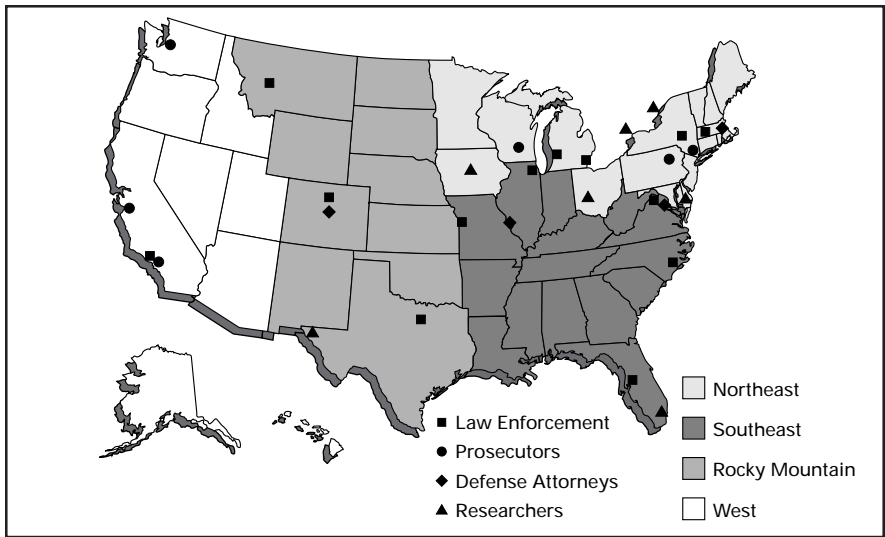 Law Enforcement
Prosecutors
Defense Attorneys
Researchers
Northeast
Southeast
Rocky Mountain
West